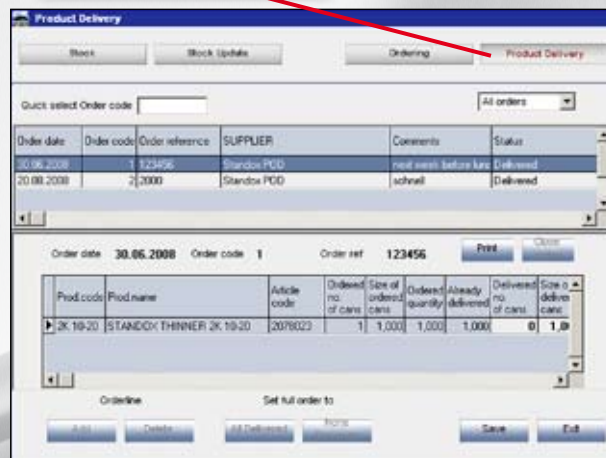 Product Delivery
Stock Stock Update Ordering Product Delivery
Quick select Order code All orders
Order date Order code Order reference SUPPLIER Comments Status
30.06.2008 1 123456 Standox POD next week before lunc Delivered
20.08.2008 2 2000 Standox POD schnell Delivered
Order date 30.06.2008 Order code 1 Order ref 123456 Print Close
Prod.code Prod.name Article code Ordered no. of cans Size of ordered cans Ordered quantity Already delivered Delivered no. of cans Size o deliver cans
2K 10-20 STANDOX THINNER 2K 10-20 2078023 1 1,000 1,000 1,000 0 1,0
Orderline Set full order to
Add Delete All Delivered None
Save Exit